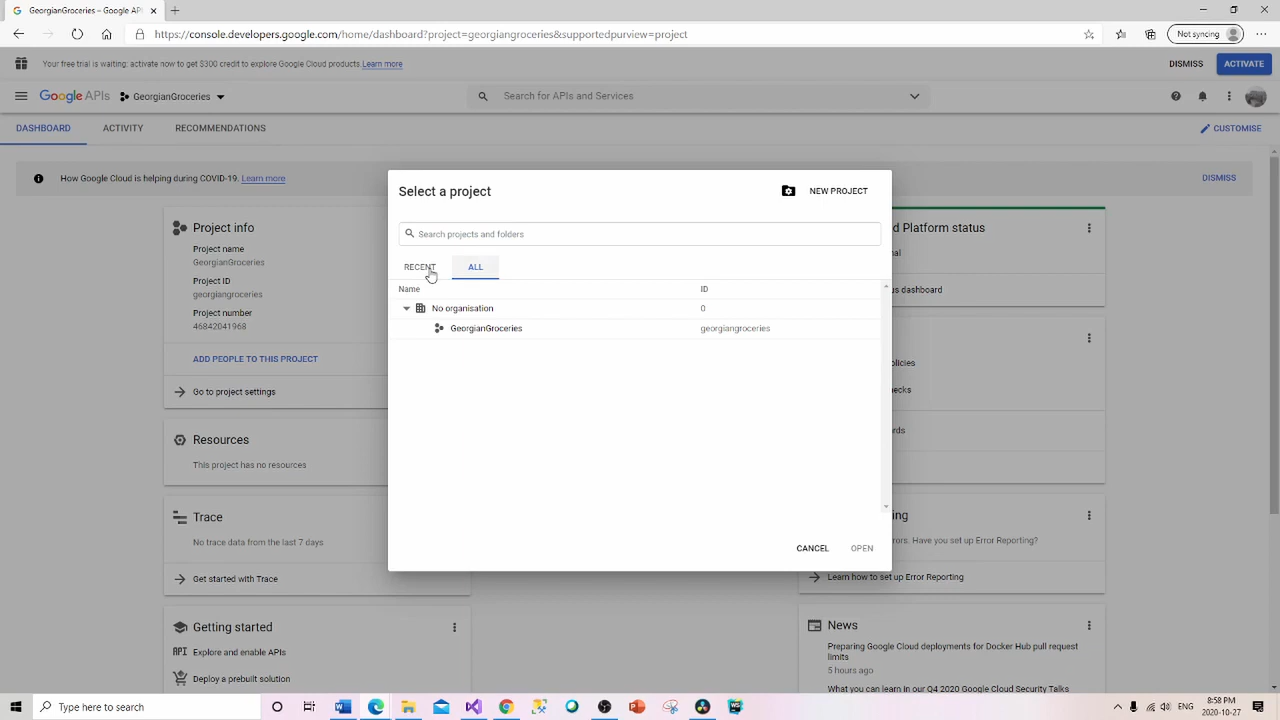 GeorgianGroceries – Google API
https://console.developers.google.com/home/dashboard?project=georgiangroceries&supportedpurview=project
Not syncing
Your free trial is waiting: activate now to get $300 credit to explore Google Cloud products. Learn more
DISMISS
ACTIVATE
Google APIs
GeorgianGroceries
Search for APIs and Services
DASHBOARD
ACTIVITY
RECOMMENDATIONS
CUSTOMISE
How Google Cloud is helping during COVID-19. Learn more
DISMISS
Select a project
NEW PROJECT
Search projects and folders
RECENT
ALL
Name
ID
No organisation
0
GeorgianGroceries
georgiangroceries
CANCEL
OPEN
Project info
Project name
GeorgianGroceries
Project ID
georgiangroceries
Project number
46842041968
ADD PEOPLE TO THIS PROJECT
Go to project settings
Resources
This project has no resources
Trace
No trace data from the last 7 days
Get started with Trace
Getting started
API Explore and enable APIs
Deploy a prebuilt solution
d Platform status
nal
us dashboard
olicies
ecks
rds
ing
rors. Have you set up Error Reporting?
Learn how to set up Error Reporting
News
Preparing Google Cloud deployments for Docker Hub pull request
limits
5 hours ago
What you can learn in our Q4 2020 Google Cloud Security Talks
Type here to search
ENG
8:58 PM
2020-10-27